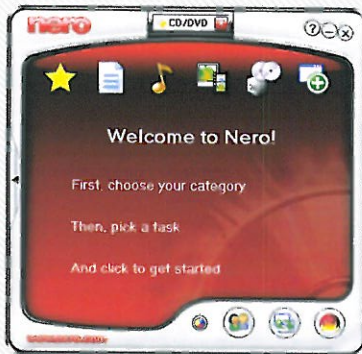 nero
CD/DVD
Welcome to Nero!
First, choose your category
Then, pick a task
And click to get started